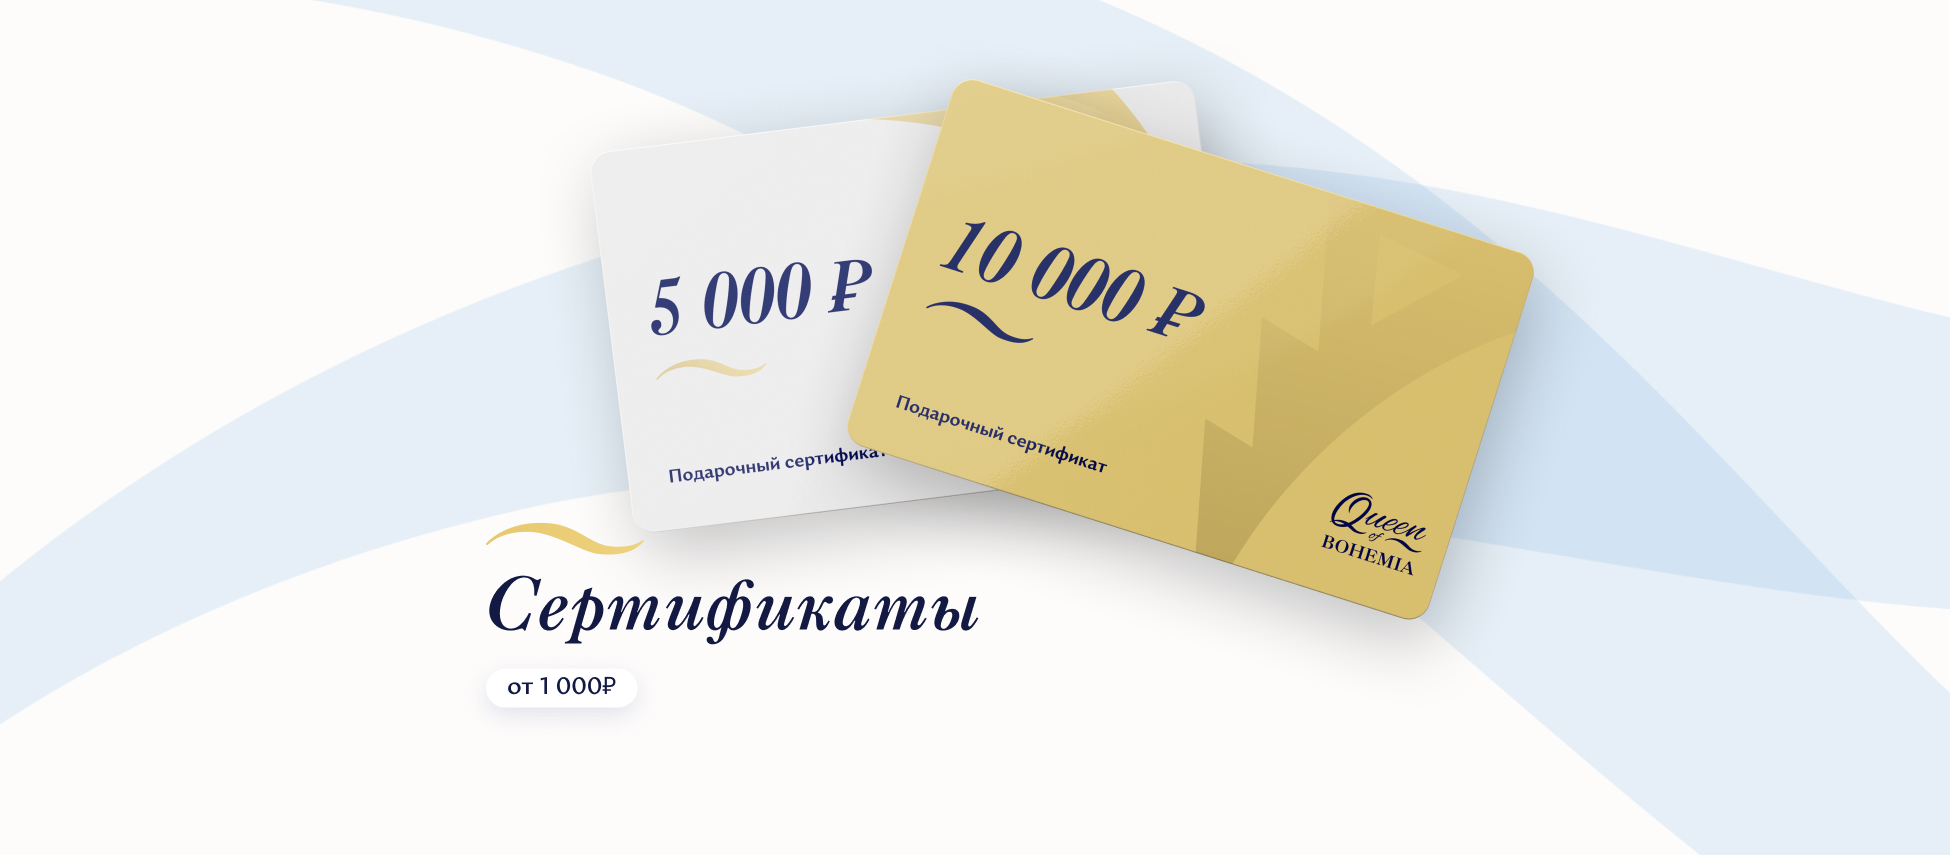 5 000 ₽
Подарочный сертификат
10 000 ₽
Подарочный сертификат
Queen
of
BOHEMIA
Сертификаты
от 1 000₽